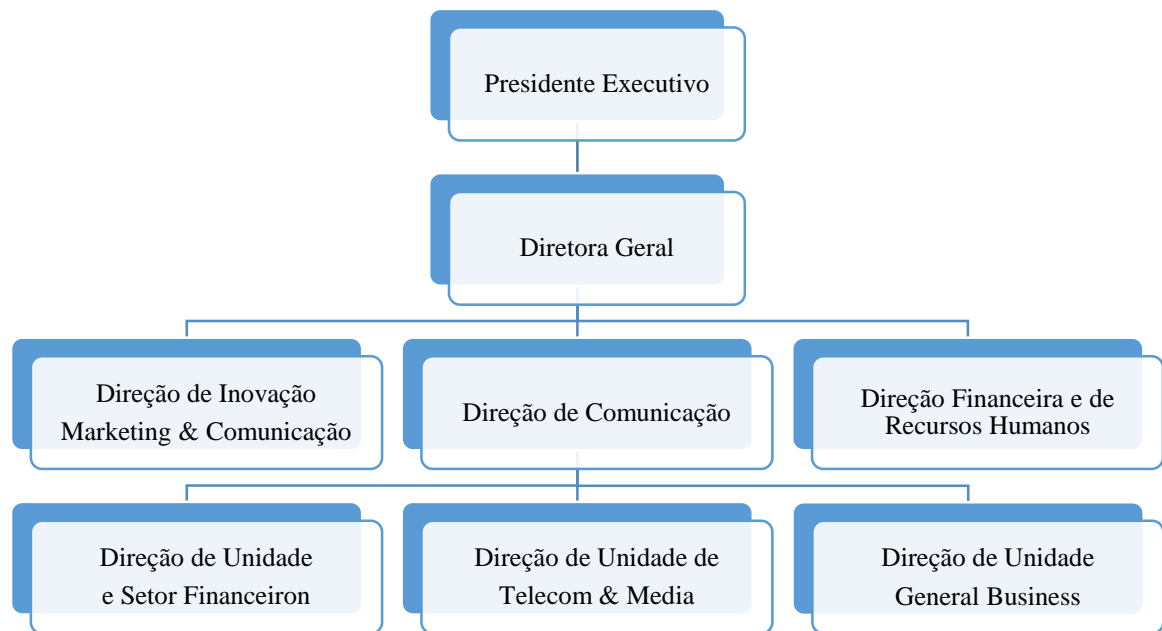 Presidente Executivo
Diretora Geral
Direção de Inovação
Marketing & Comunicação
Direção de Comunicação
Direção Financeira e de
Recursos Humanos
Direção de Unidade
e Setor Financeiron
Direção de Unidade de
Telecom & Media
Direção de Unidade
General Business